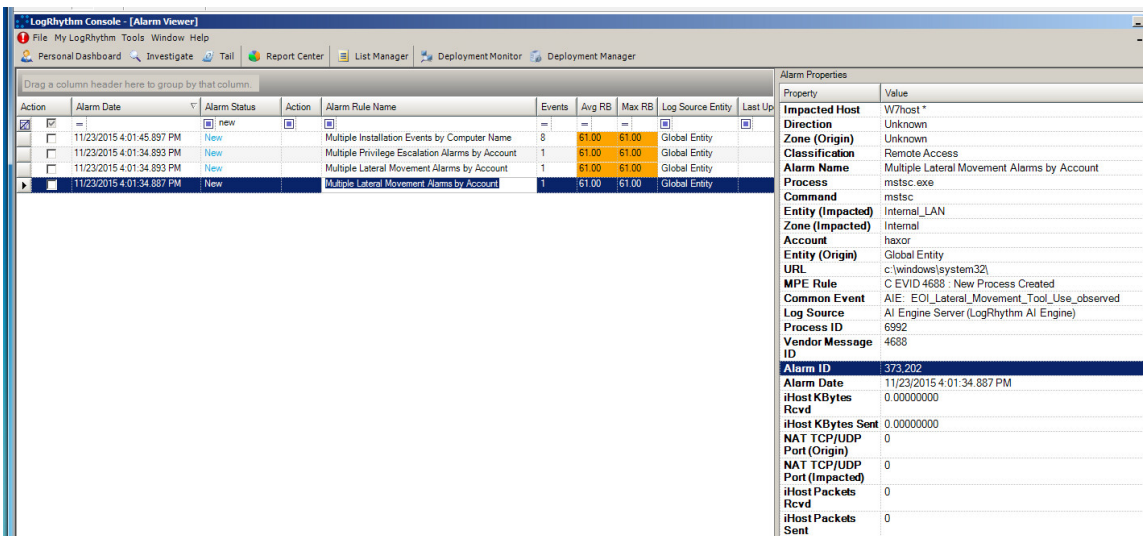 LogRhythm Console - [Alarm Viewer]
File My LogRhythm Tools Window Help
Personal Dashboard Investigate Tail Report Center List Manager Deployment Monitor Deployment Manager
Drag a column header here to group by that column.
Action Alarm Date Alarm Status Action Alarm Rule Name Events Avg RB Max RB Log Source Entity Last Up
= new = = =
11/23/2015 4:01:45.897 PM New Multiple Installation Events by Computer Name 8 61.00 61.00 Global Entity
11/23/2015 4:01:34.893 PM New Multiple Privilege Escalation Alarms by Account 1 61.00 61.00 Global Entity
11/23/2015 4:01:34.893 PM New Multiple Lateral Movement Alarms by Account 1 61.00 61.00 Global Entity
11/23/2015 4:01:34.887 PM New Multiple Lateral Movement Alarms by Account 1 61.00 61.00 Global Entity
Alarm Properties
Property Value
Impacted Host W7host *
Direction Unknown
Zone (Origin) Unknown
Classification Remote Access
Alarm Name Multiple Lateral Movement Alarms by Account
Process mstsc.exe
Command mstsc
Entity (Impacted) Internal_LAN
Zone (Impacted) Internal
Account haxor
Entity (Origin) Global Entity
URL c:\windows\system32\
MPE Rule C EVID 4688 : New Process Created
Common Event AIE: EOI_Lateral_Movement_Tool_Use_observed
Log Source AI Engine Server (LogRhythm AI Engine)
Process ID 6992
Vendor Message 4688
ID
Alarm ID 373,202
Alarm Date 11/23/2015 4:01:34.887 PM
iHost KBytes 0.00000000
Rcvd
iHost KBytes Sent 0.00000000
NAT TCP/UDP 0
Port (Origin)
NAT TCP/UDP 0
Port (Impacted)
iHost Packets 0
Rcvd
iHost Packets 0
Sent